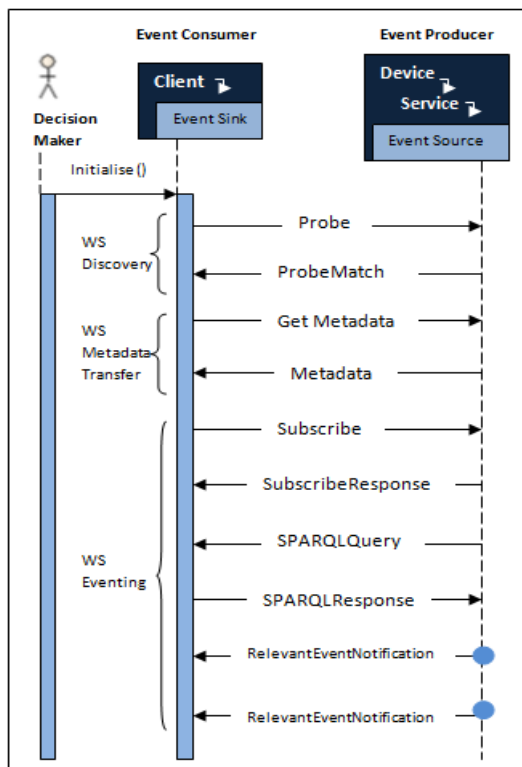 Event Consumer
Event Producer
Client
Event Sink
Device
Service
Event Source
Decision
Maker
Initialise()
WS
Discovery
Probe
ProbeMatch
WS
Metadata
Transfer
Get Metadata
Metadata
WS
Eventing
Subscribe
SubscribeResponse
SPARQLQuery
SPARQLResponse
RelevantEventNotification
RelevantEventNotification